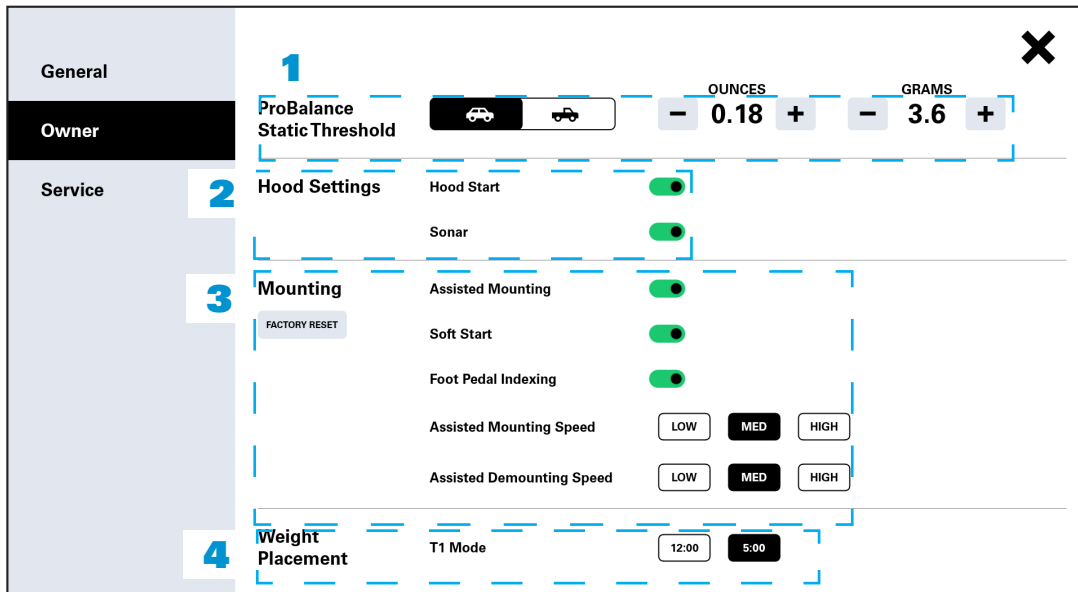 General
Owner
Service
1
ProBalance
Static Threshold
OUNCES
− 0.18 +
GRAMS
− 3.6 +
2
Hood Settings
Hood Start
Sonar
3
Mounting
FACTORY RESET
Assisted Mounting
Soft Start
Foot Pedal Indexing
Assisted Mounting Speed
LOW MED HIGH
Assisted Demounting Speed
LOW MED HIGH
4
Weight
Placement
T1 Mode
12:00 5:00